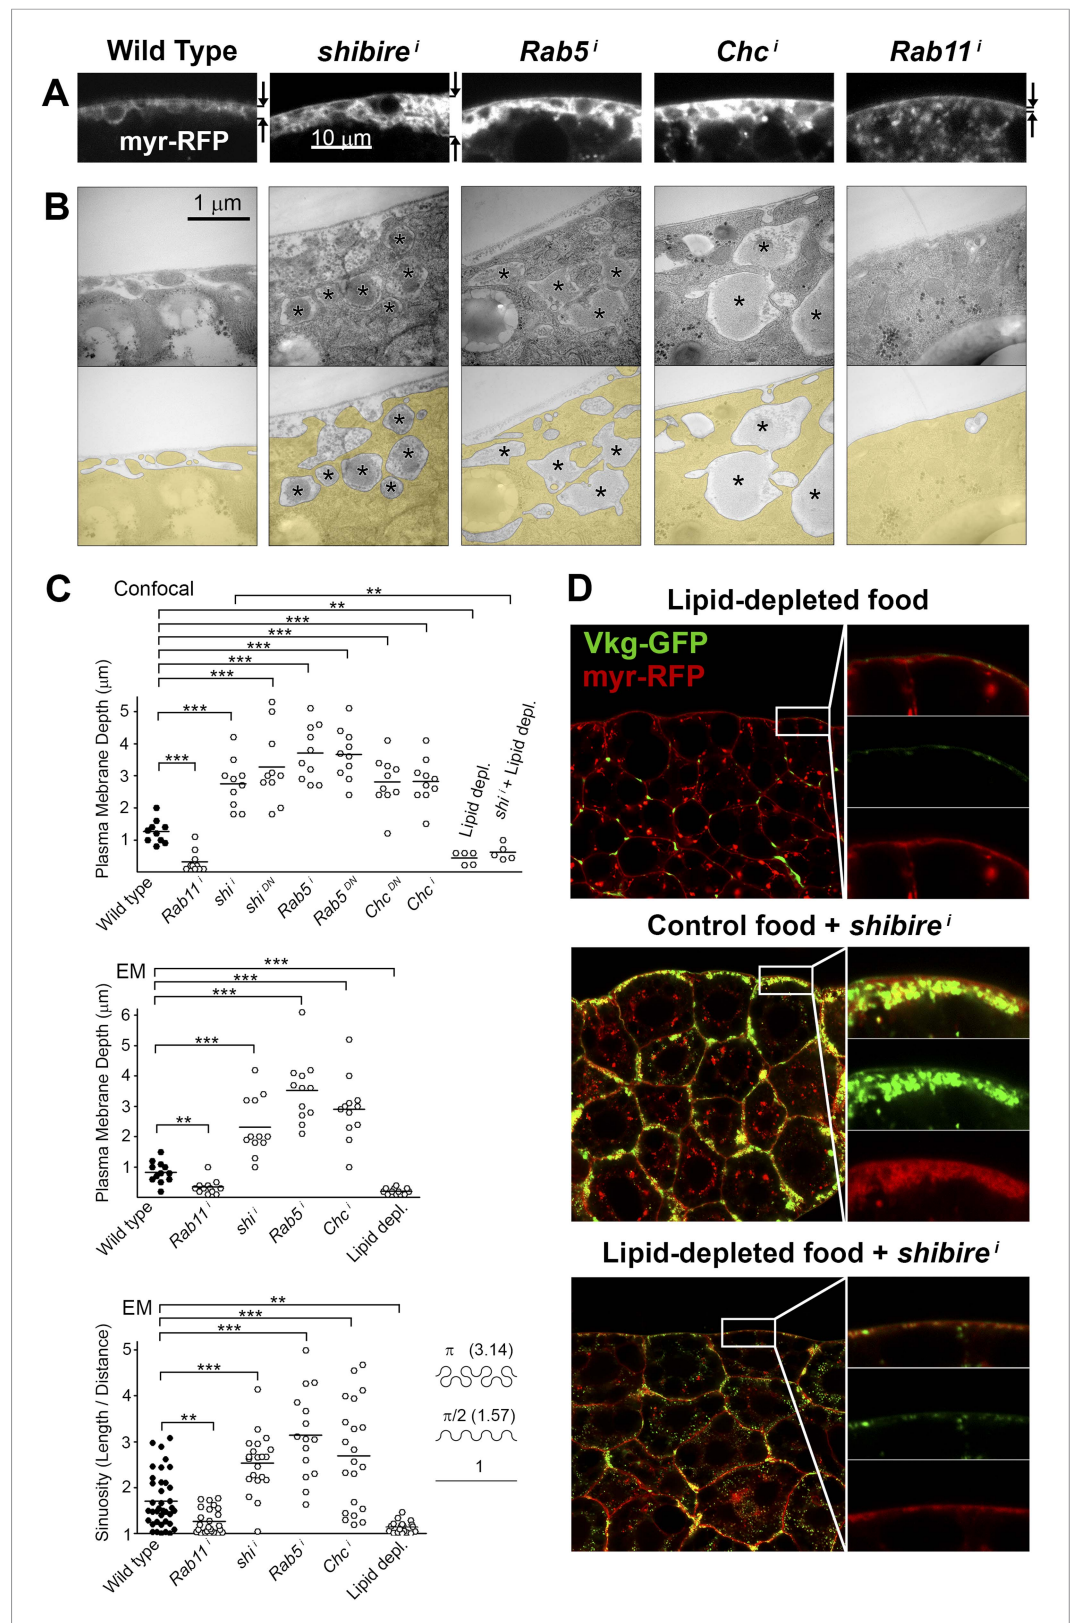 Wild Type shibire i Rab5 i Chc i Rab11 i
A
myr-RFP
10 μm
B
1 μm
* * * * * * * * * * * * *
* * * * * * * * * * * * *
C
Confocal
**
**
***
***
***
***
***
***
***
Plasma Mebrane Depth (μm)
5
4
3
2
1
Lipid depl.
shi i + Lipid depl.
Wild type
Rab11 i
shi i
shi DN
Rab5 i
Rab5 DN
Chc DN
Chc i
EM
***
***
***
***
**
Plasma Mebrane Depth (μm)
6
5
4
3
2
1
Wild type
Rab11 i
shi i
Rab5 i
Chc i
Lipid depl.
EM
**
***
***
***
**
Sinuosity (Length / Distance)
5
4
3
2
1
Wild type
Rab11 i
shi i
Rab5 i
Chc i
Lipid depl.
π (3.14)
π/2 (1.57)
1
D
Lipid-depleted food
Vkg-GFP
myr-RFP
Control food + shibire i
Lipid-depleted food + shibire i